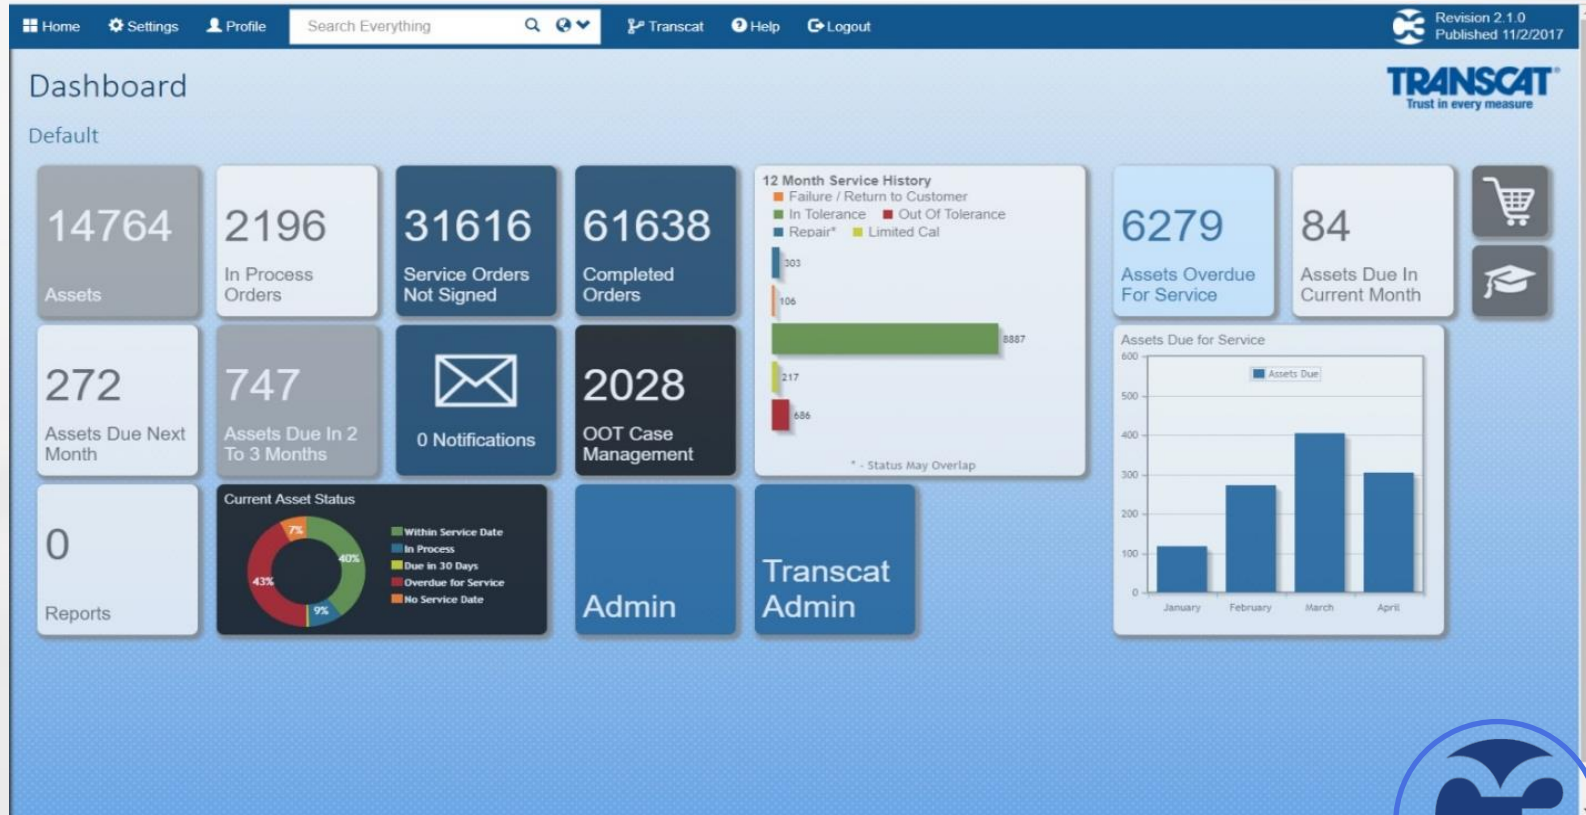 Home Settings Profile Search Everything Transcat Help Logout
Revision 2.1.0
Published 11/2/2017
Dashboard
TRANSCAT®
Trust in every measure
Default
14764
Assets
2196
In Process
Orders
31616
Service Orders
Not Signed
61638
Completed
Orders
12 Month Service History
Failure / Return to Customer
In Tolerance Out Of Tolerance
Repair* Limited Cal
303
106
8887
217
686
* - Status May Overlap
6279
Assets Overdue
For Service
84
Assets Due In
Current Month
272
Assets Due Next
Month
747
Assets Due In 2
To 3 Months
0 Notifications
2028
OOT Case
Management
Assets Due for Service
600
Assets Due
500
400
300
200
100
0
January February March April
0
Reports
Current Asset Status
7%
40%
43%
9%
Within Service Date
In Process
Due in 30 Days
Overdue for Service
No Service Date
Admin
Transcat
Admin